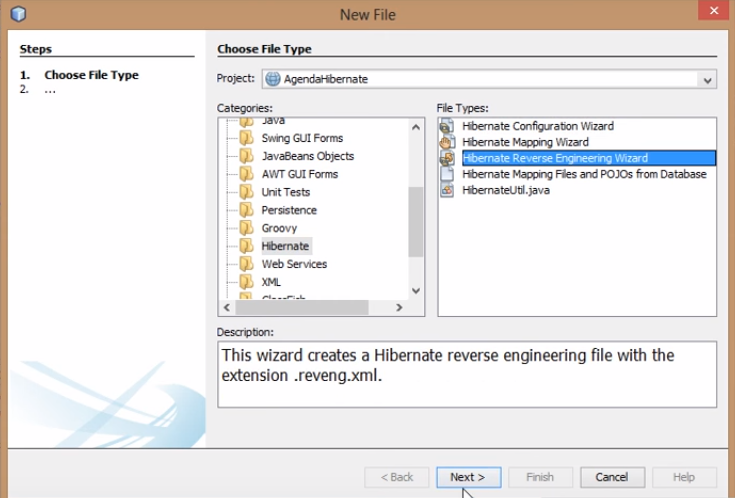 New File
Steps
1. Choose File Type
2. ...
Choose File Type
Project: AgendaHibernate
Categories:
Java
Swing GUI Forms
JavaBeans Objects
AWT GUI Forms
Unit Tests
Persistence
Groovy
Hibernate
Web Services
XML
GlassFish
File Types:
Hibernate Configuration Wizard
Hibernate Mapping Wizard
Hibernate Reverse Engineering Wizard
Hibernate Mapping Files and POJOs from Database
HibernateUtil.java
Description:
This wizard creates a Hibernate reverse engineering file with the
extension .reveng.xml.
< Back
Next >
Finish
Cancel
Help